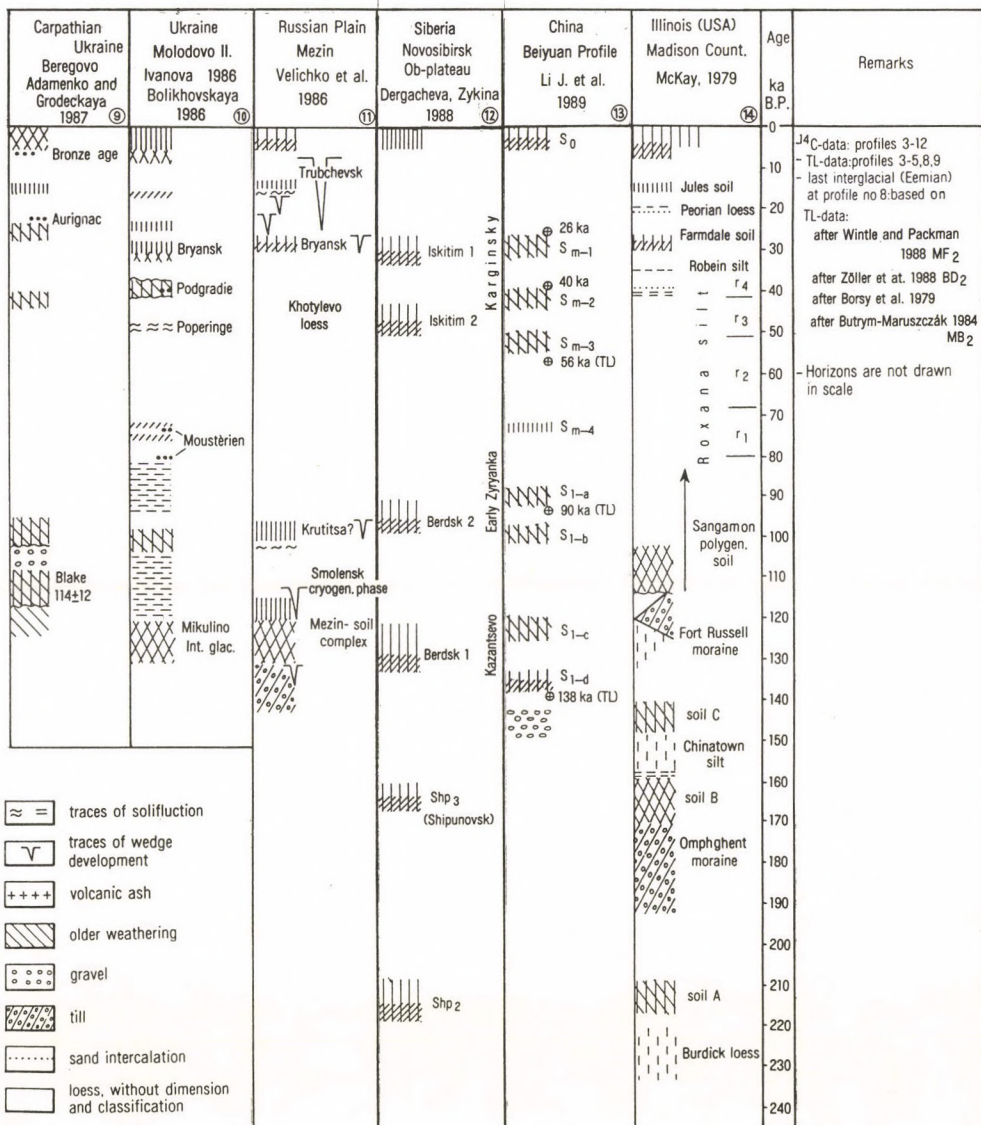 Carpathian
Ukraine
Beregovo
Adamenko and
Grodeckaya
1987 ⑨
Ukraine
Molodovo II.
Ivanova 1986
Bolikhovskaya
1986 ⑩
Russian Plain
Mezin
Velichko et al.
1986
⑪
Siberia
Novosibirsk
Ob-plateau
Dergacheva, Zykina
1988 ⑫
China
Beiyuan Profile
Li J. et al.
1989
⑬
Illinois (USA)
Madison Count.
McKay, 1979
⑭
Age
ka
B.P.
Remarks
Bronze age
Aurignac
Blake
114±12
Bryansk
Podgradie
Poperinge
Moustèrien
Mikulino
Int. glac.
Trubchevsk
Bryansk
Khotylevo
loess
Krutitsa?
Smolensk
cryogen. phase
Mezin- soil
complex
Iskitim 1
Iskitim 2
Berdsk 2
Berdsk 1
Shp3
(Shipunovsk)
Shp2
Karginsky
Early Zyryanka
Kazantsevo
S0
26 ka
Sm–1
40 ka
Sm–2
Sm–3
56 ka (TL)
Sm–4
S1–a
90 ka (TL)
S1–b
S1–c
S1–d
138 ka (TL)
Jules soil
Peorian loess
Farmdale soil
Robein silt
r4
r3
r2
r1
Roxana silt
Sangamon
polygen.
soil
Fort Russell
moraine
soil C
Chinatown
silt
soil B
Omphghent
moraine
soil A
Burdick loess
0
10
20
30
40
50
60
70
80
90
100
110
120
130
140
150
160
170
180
190
200
210
220
230
240
14C-data: profiles 3-12
- TL-data:profiles 3-5,8,9
- last interglacial (Eemian)
at profile no 8:based on
TL-data:
after Wintle and Packman
1988 MF2
after Zöller et at. 1988 BD2
after Borsy et al. 1979
after Butrym-Maruszczák 1984
MB2
- Horizons are not drawn
in scale
traces of solifluction
traces of wedge
development
volcanic ash
older weathering
gravel
till
sand intercalation
loess, without dimension
and classification